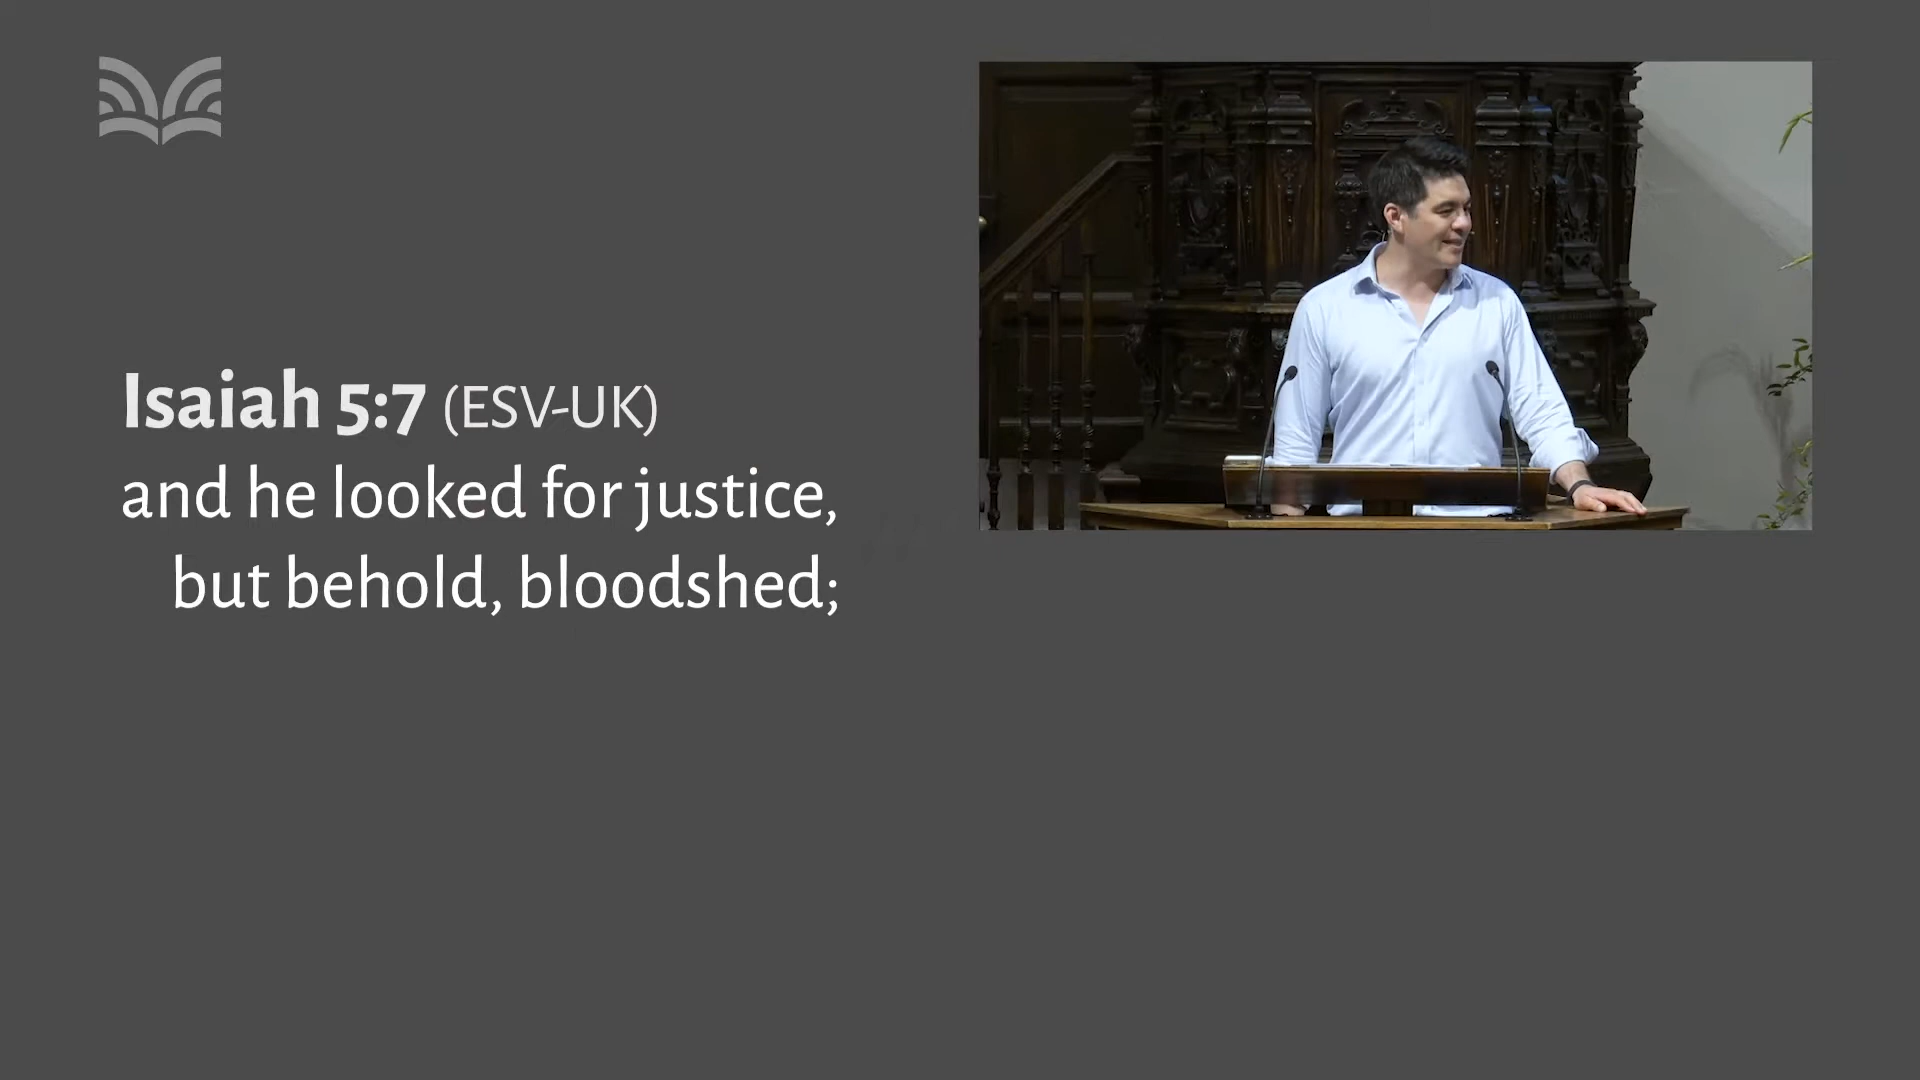 Isaiah 5:7 (ESV-UK)
and he looked for justice,
but behold, bloodshed;